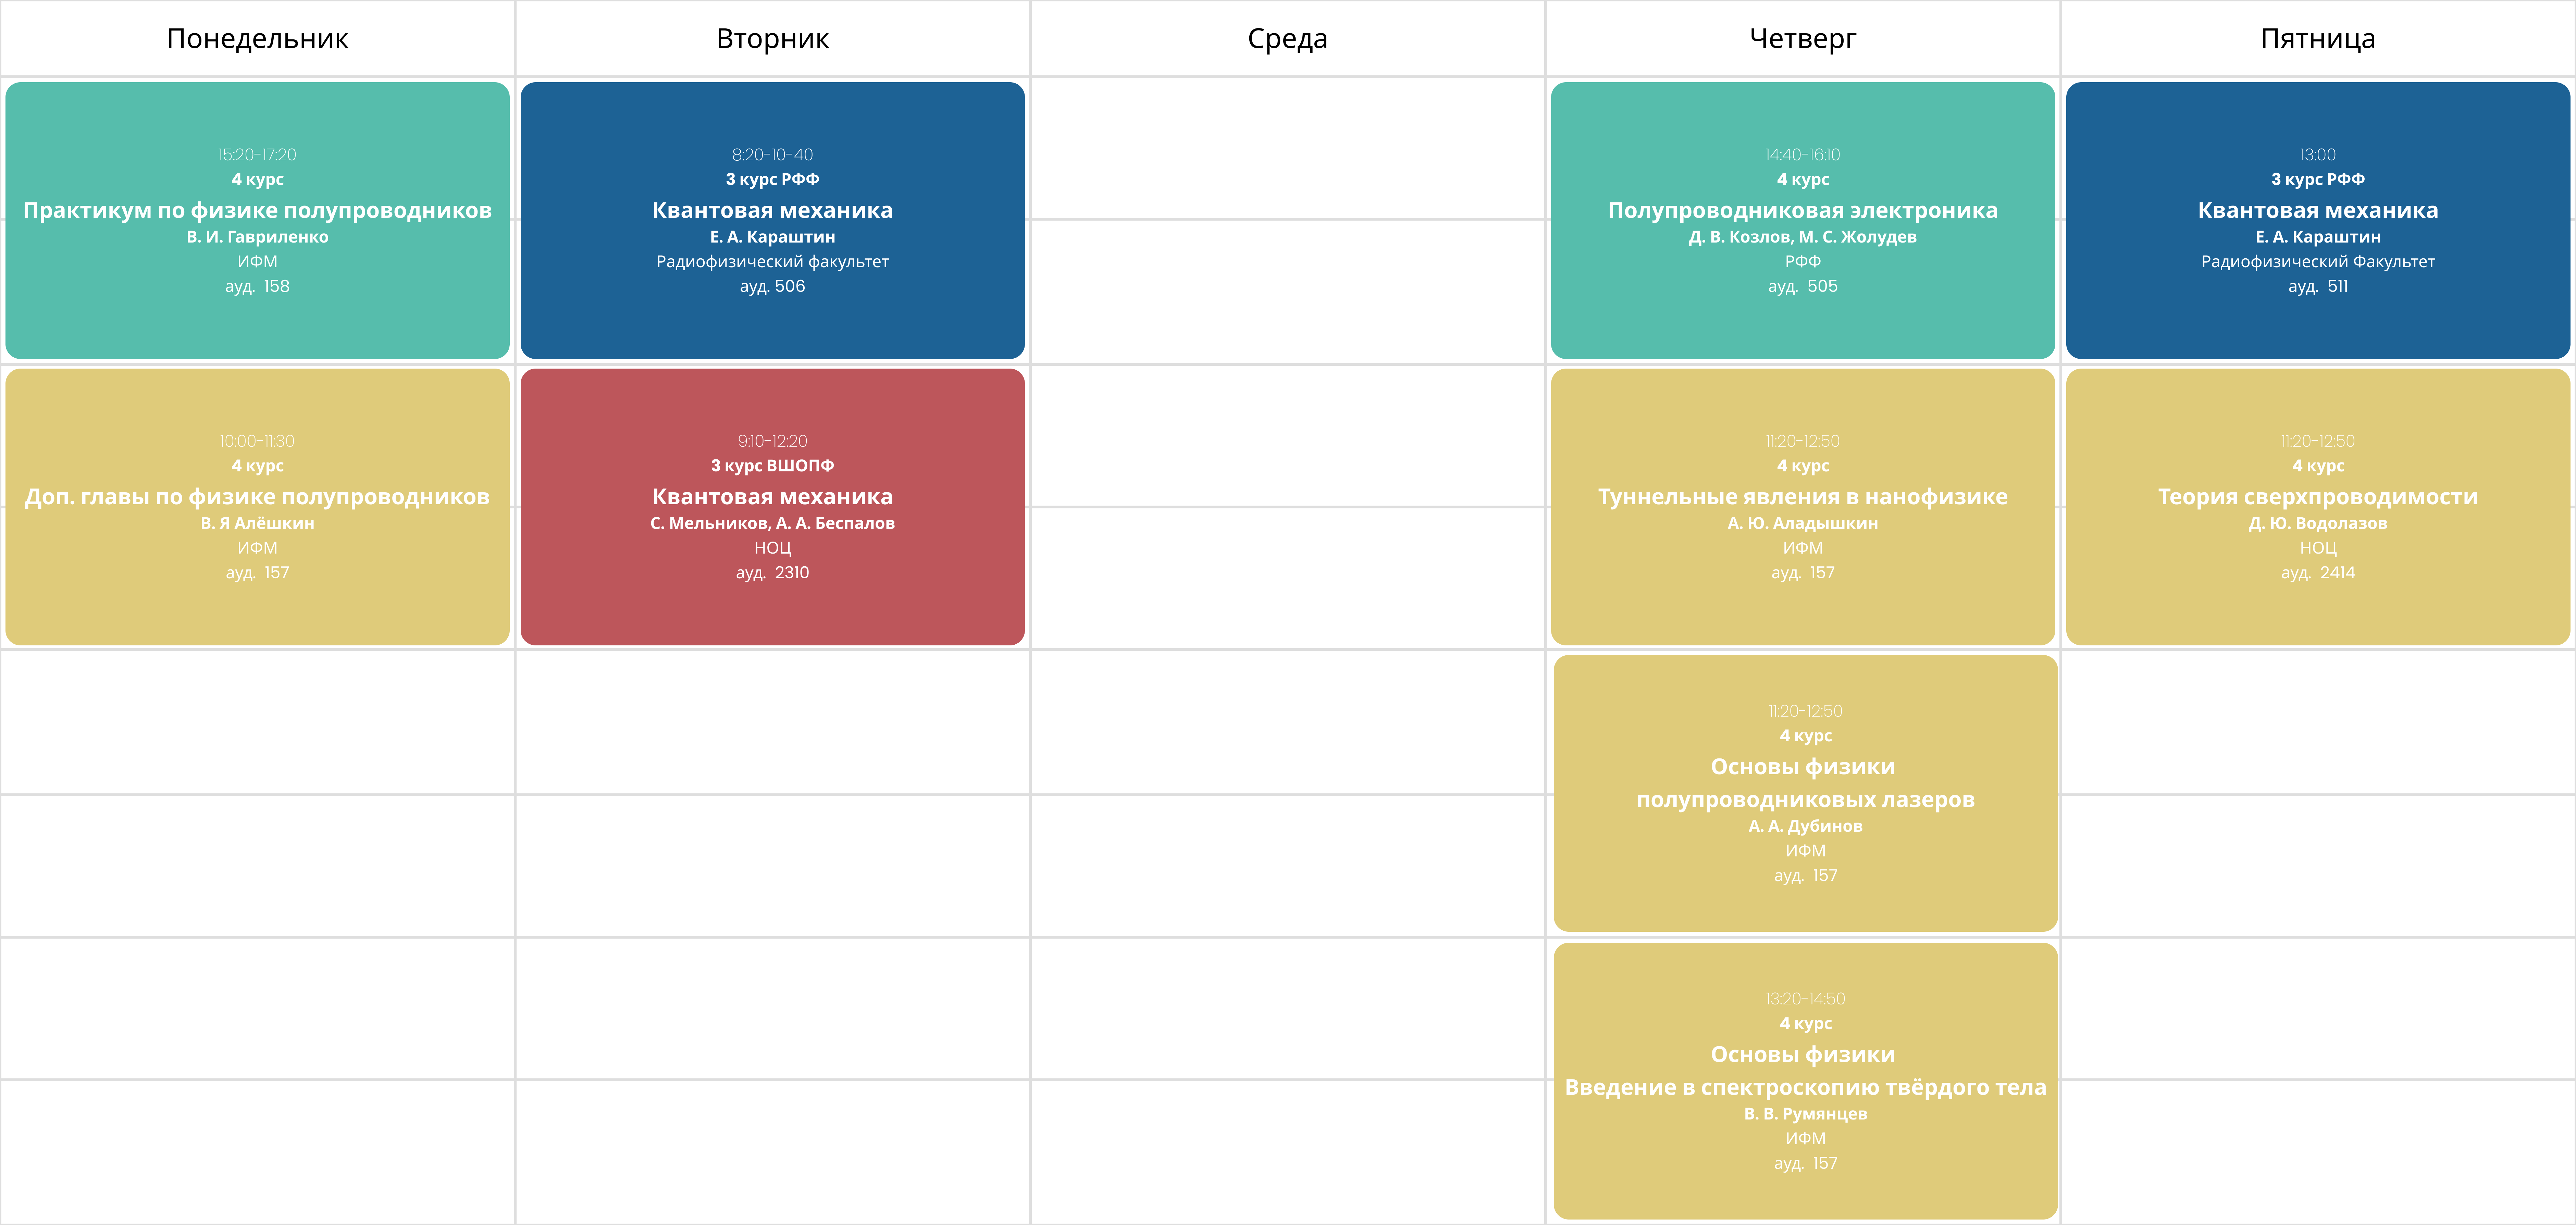 Понедельник
Вторник
Среда
Четверг
Пятница
15:20-17:20
4 курс
Практикум по физике полупроводников
В. И. Гавриленко
ИФМ
ауд. 158
8:20-10-40
3 курс РФФ
Квантовая механика
Е. А. Караштин
Радиофизический факультет
ауд. 506
14:40-16:10
4 курс
Полупроводниковая электроника
Д. В. Козлов, М. С. Жолудев
РФФ
ауд. 505
13:00
3 курс РФФ
Квантовая механика
Е. А. Караштин
Радиофизический Факультет
ауд. 511
10:00-11:30
4 курс
Доп. главы по физике полупроводников
В. Я Алёшкин
ИФМ
ауд. 157
9:10-12:20
3 курс ВШОПФ
Квантовая механика
С. Мельников, А. А. Беспалов
НОЦ
ауд. 2310
11:20-12:50
4 курс
Туннельные явления в нанофизике
А. Ю. Аладышкин
ИФМ
ауд. 157
11:20-12:50
4 курс
Теория сверхпроводимости
Д. Ю. Водолазов
НОЦ
ауд. 2414
11:20-12:50
4 курс
Основы физики
полупроводниковых лазеров
А. А. Дубинов
ИФМ
ауд. 157
13:20-14:50
4 курс
Основы физики
Введение в спектроскопию твёрдого тела
В. В. Румянцев
ИФМ
ауд. 157